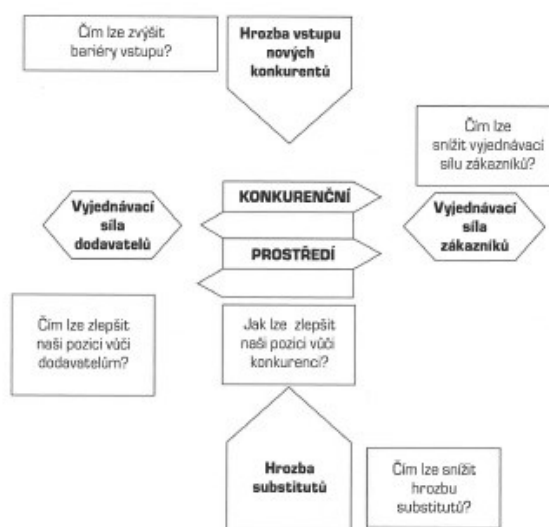 Čím lze zvýšit
bariéry vstupu?
Hrozba vstupu
nových
konkurentů
Čím lze
snížit vyjednávací
sílu zákazníků?
Vyjednávací
síla
dodavatelů
KONKURENČNÍ
PROSTŘEDÍ
Vyjednávací
síla
zákazníků
Čím lze zlepšit
naši pozici vůči
dodavatelům?
Jak lze zlepšit
naši pozici vůči
konkurenci?
Hrozba
substitutů
Čím lze snížit
hrozbu
substitutů?